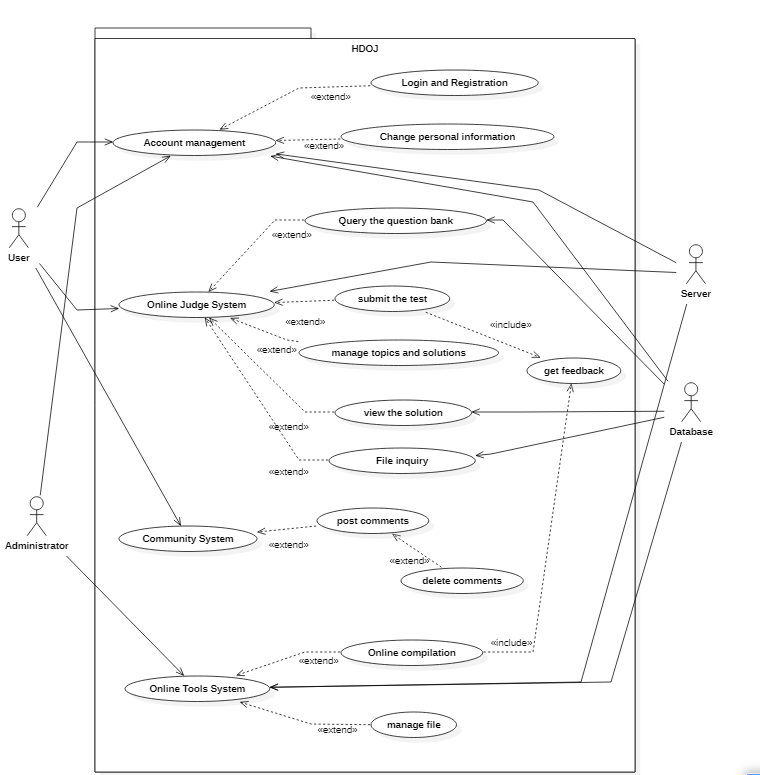 HDOJ
Login and Registration
«extend»
Change personal information
Account management
«extend»
Query the question bank
«extend»
User
Server
submit the test
Online Judge System
«extend»
«include»
«extend»
manage topics and solutions
get feedback
view the solution
«extend»
Database
File inquiry
«extend»
post comments
Community System
«extend»
Administrator
«extend»
delete comments
«include»
Online compilation
«extend»
Online Tools System
manage file
«extend»